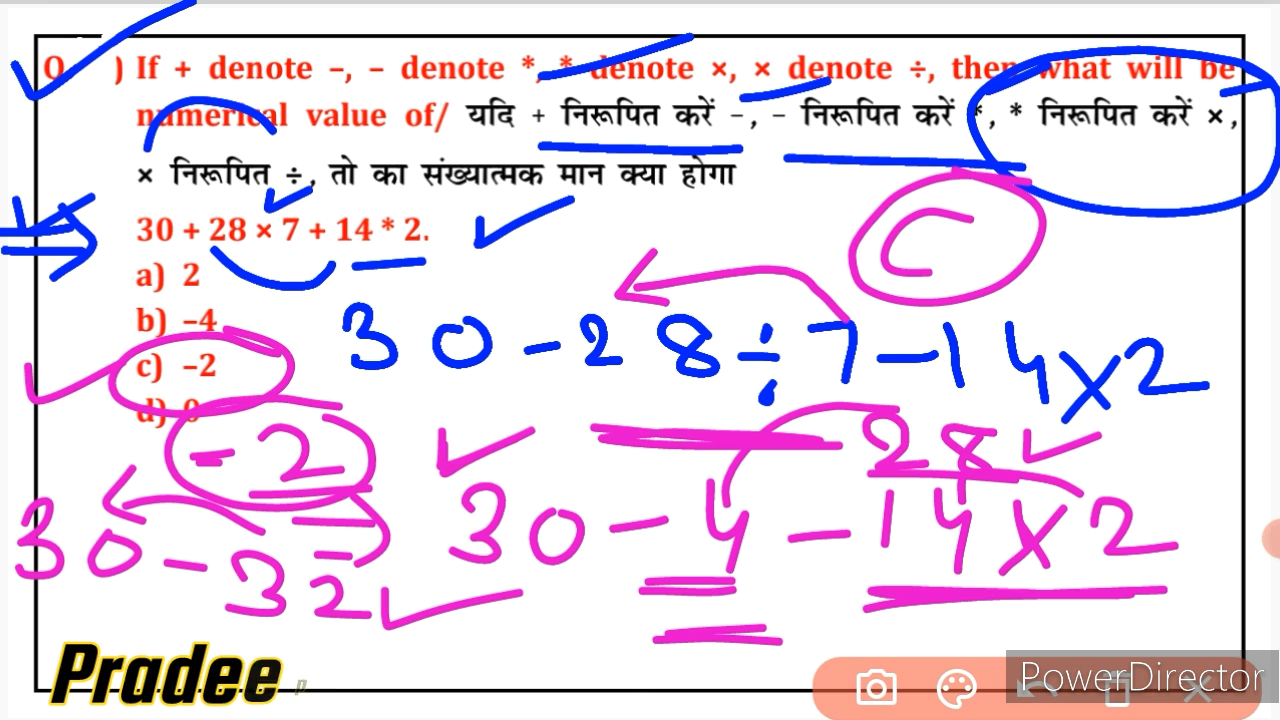 Q ) If + denote –, – denote *, * denote ×, × denote ÷, then what will be
numerical value of/ यदि + निरूपित करें -, - निरूपित करें *, * निरूपित करें ×,
× निरूपित ÷, तो का संख्यात्मक मान क्या होगा
30 + 28 × 7 + 14 * 2.
C
a) 2
b) –4
30-28÷7-14×2
c) –2
d) 0
-2
28
30-4-14×2
30-32
Pradee
PowerDirector